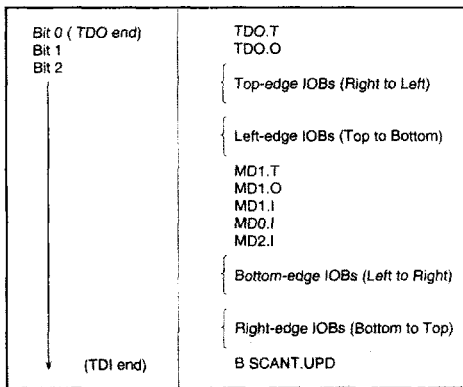 Bit 0 ( TDO end) TDO.T
Bit 1 TDO.O
Bit 2
Top-edge IOBs (Right to Left)
Left-edge IOBs (Top to Bottom)
MD1.T
MD1.O
MD1.I
MD0.I
MD2.I
Bottom-edge IOBs (Left to Right)
Right-edge IOBs (Bottom to Top)
(TDI end) B SCANT.UPD